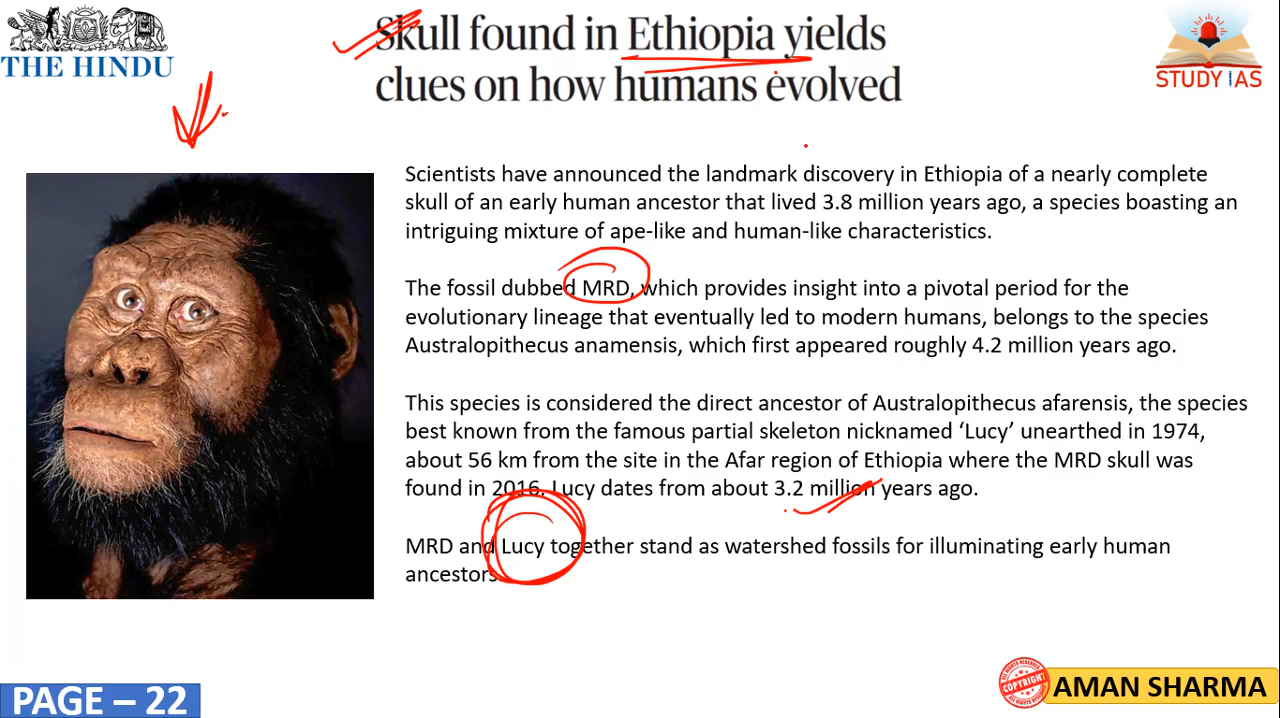 THE HINDU
Skull found in Ethiopia yields
clues on how humans evolved
STUDY IAS
Scientists have announced the landmark discovery in Ethiopia of a nearly complete
skull of an early human ancestor that lived 3.8 million years ago, a species boasting an
intriguing mixture of ape-like and human-like characteristics.
The fossil dubbed MRD, which provides insight into a pivotal period for the
evolutionary lineage that eventually led to modern humans, belongs to the species
Australopithecus anamensis, which first appeared roughly 4.2 million years ago.
This species is considered the direct ancestor of Australopithecus afarensis, the species
best known from the famous partial skeleton nicknamed ‘Lucy’ unearthed in 1974,
about 56 km from the site in the Afar region of Ethiopia where the MRD skull was
found in 2016. Lucy dates from about 3.2 million years ago.
MRD and Lucy together stand as watershed fossils for illuminating early human
ancestors.
PAGE – 22
ALL RIGHTS RESERVED
COPYRIGHT
AMAN SHARMA